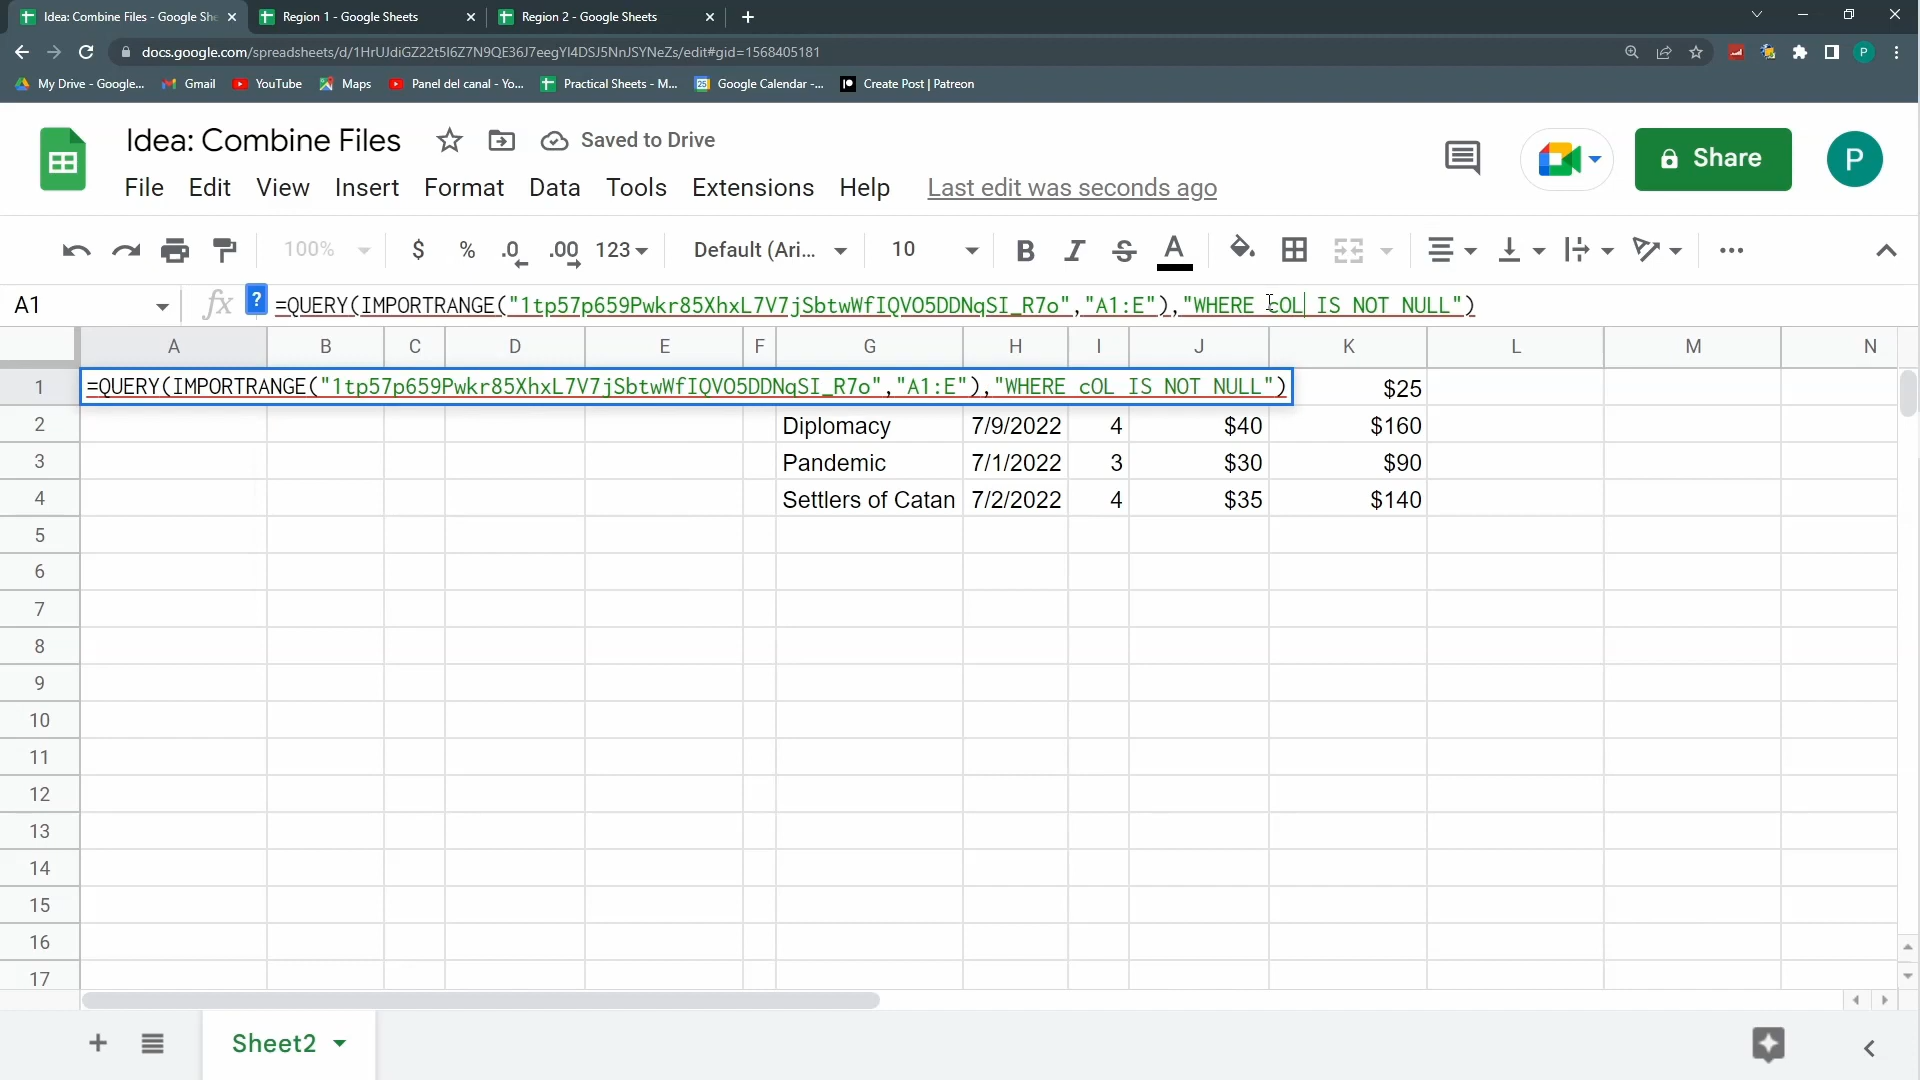 Idea: Combine Files - Google She
Region 1 - Google Sheets
Region 2 - Google Sheets
docs.google.com/spreadsheets/d/1HrUJdiGZ22t5I6Z7N9QE36J7eegYI4DSJ5NnJSYNeZs/edit#gid=1568405181
P
My Drive - Google...
Gmail
YouTube
Maps
Panel del canal - Yo...
Practical Sheets - M...
Google Calendar -...
Create Post | Patreon
Idea: Combine Files
Saved to Drive
Share
P
File Edit View Insert Format Data Tools Extensions Help Last edit was seconds ago
100% $ % .0 .00 123 Default (Ari... 10 B I S A
A1 fx ? =QUERY(IMPORTRANGE("1tp57p659Pwkr85XhxL7V7jSbtwWfIQVO5DDNqSI_R7o","A1:E"),"WHERE cOL IS NOT NULL")
A B C D E F G H I J K L M N
1 =QUERY(IMPORTRANGE("1tp57p659Pwkr85XhxL7V7jSbtwWfIQVO5DDNqSI_R7o","A1:E"),"WHERE cOL IS NOT NULL") $25
2 Diplomacy 7/9/2022 4 $40 $160
3 Pandemic 7/1/2022 3 $30 $90
4 Settlers of Catan 7/2/2022 4 $35 $140
5
6
7
8
9
10
11
12
13
14
15
16
17
Sheet2